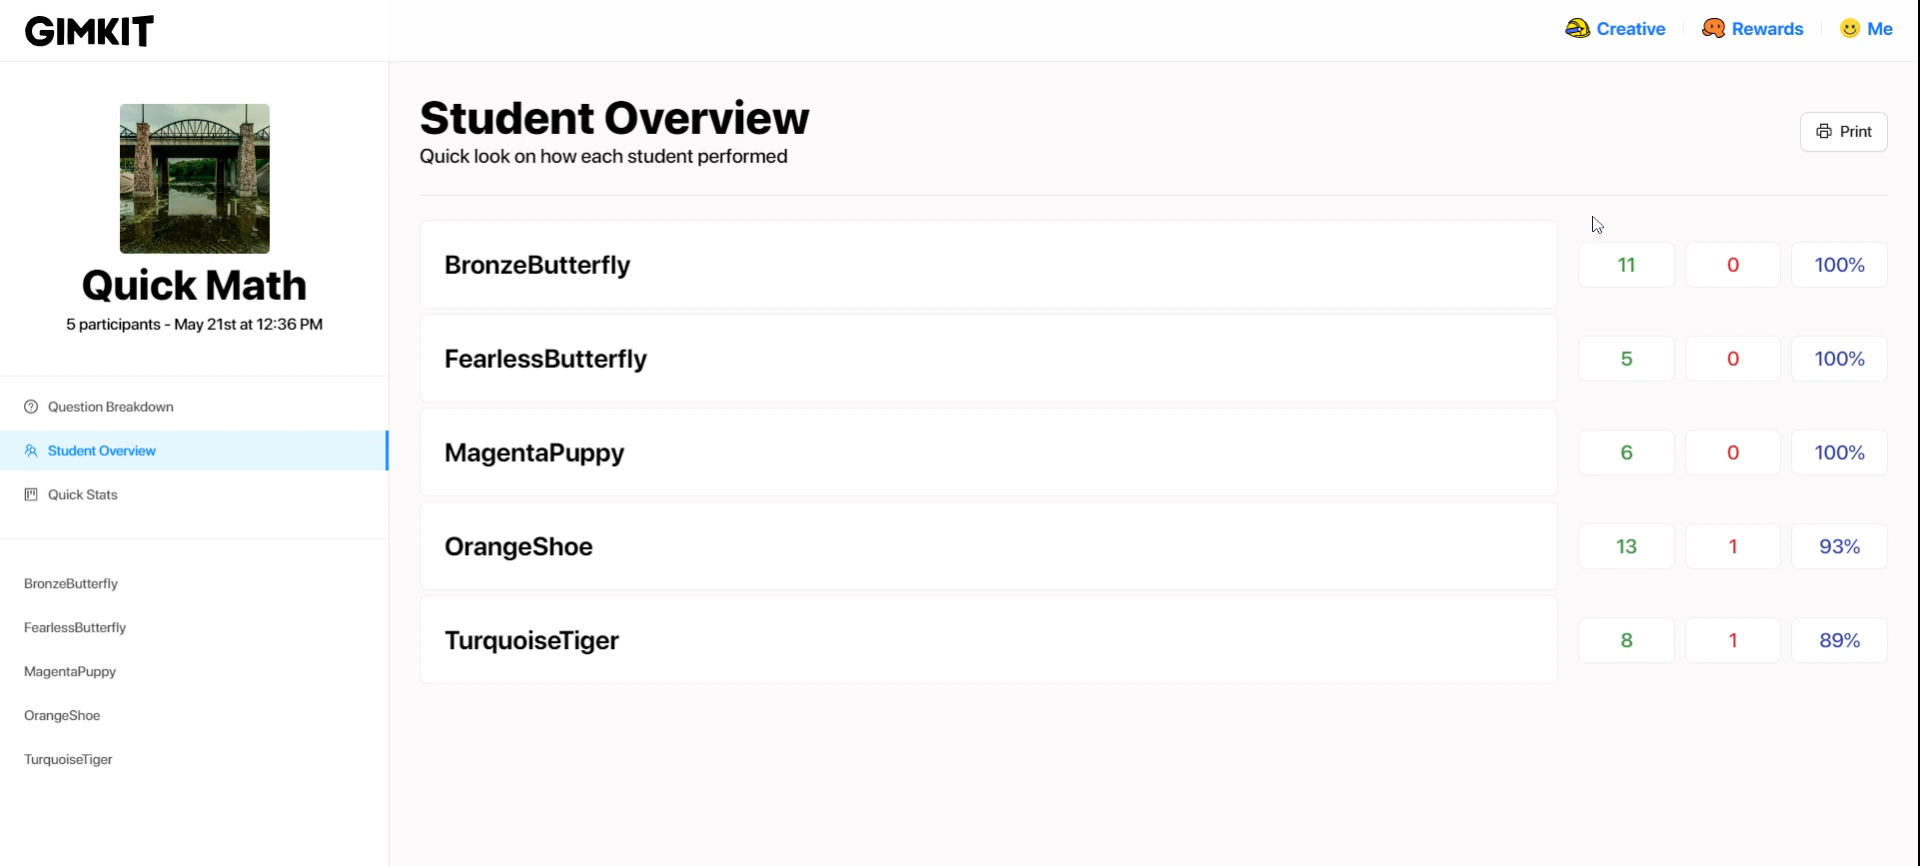 GIMKIT
Creative
Rewards
Me
Quick Math
5 participants - May 21st at 12:36 PM
Question Breakdown
Student Overview
Quick Stats
BronzeButterfly
FearlessButterfly
MagentaPuppy
OrangeShoe
TurquoiseTiger
Student Overview
Quick look on how each student performed
Print
BronzeButterfly 11 0 100%
FearlessButterfly 5 0 100%
MagentaPuppy 6 0 100%
OrangeShoe 13 1 93%
TurquoiseTiger 8 1 89%